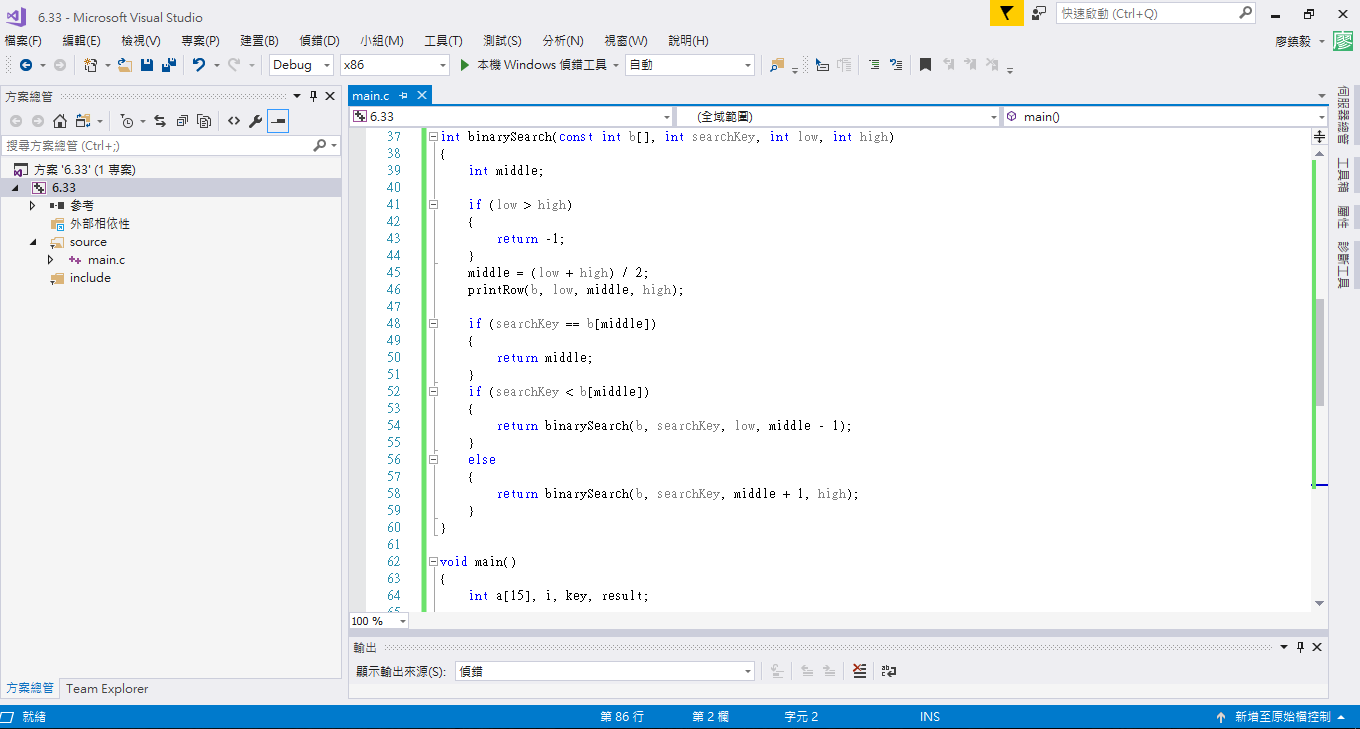 6.33 - Microsoft Visual Studio
快速啟動 (Ctrl+Q)
檔案(F) 編輯(E) 檢視(V) 專案(P) 建置(B) 偵錯(D) 小組(M) 工具(T) 測試(S) 分析(N) 視窗(W) 說明(H)
廖鎮毅 廖
Debug x86 本機 Windows 偵錯工具 自動
方案總管
搜尋方案總管 (Ctrl+;)
方案 '6.33' (1 專案)
6.33
參考
外部相依性
source
main.c
include
方案總管 Team Explorer
main.c
6.33 (全域範圍) main()
37 int binarySearch(const int b[], int searchKey, int low, int high)
38 {
39 int middle;
40
41 if (low > high)
42 {
43 return -1;
44 }
45 middle = (low + high) / 2;
46 printRow(b, low, middle, high);
47
48 if (searchKey == b[middle])
49 {
50 return middle;
51 }
52 if (searchKey < b[middle])
53 {
54 return binarySearch(b, searchKey, low, middle - 1);
55 }
56 else
57 {
58 return binarySearch(b, searchKey, middle + 1, high);
59 }
60 }
61
62 void main()
63 {
64 int a[15], i, key, result;
65
100 %
輸出
顯示輸出來源(S): 偵錯
伺服器總管
工具箱
屬性
診斷工具
就緒 第 86 行 第 2 欄 字元 2 INS 新增至原始檔控制